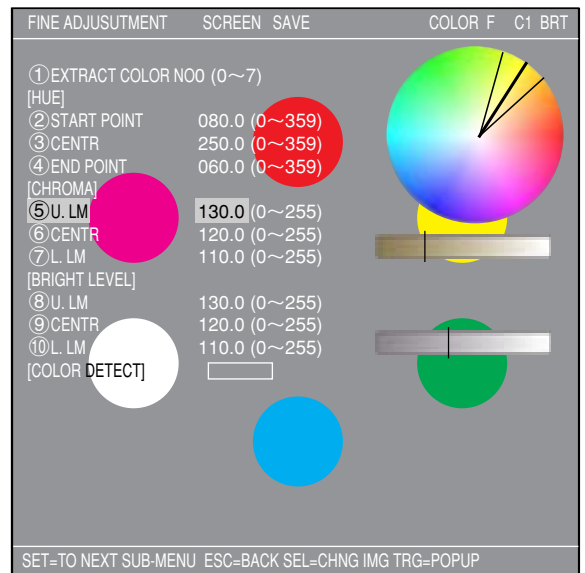 FINE ADJUSUTMENT SCREEN SAVE COLOR F C1 BRT
①EXTRACT COLOR NO0 (0～7)
[HUE]
②START POINT 080.0 (0～359)
③CENTR 250.0 (0～359)
④END POINT 060.0 (0～359)
[CHROMA]
⑤U. LM 130.0 (0～255)
⑥CENTR 120.0 (0～255)
⑦L. LM 110.0 (0～255)
[BRIGHT LEVEL]
⑧U. LM 130.0 (0～255)
⑨CENTR 120.0 (0～255)
⑩L. LM 110.0 (0～255)
[COLOR DETECT]
SET=TO NEXT SUB-MENU ESC=BACK SEL=CHNG IMG TRG=POPUP